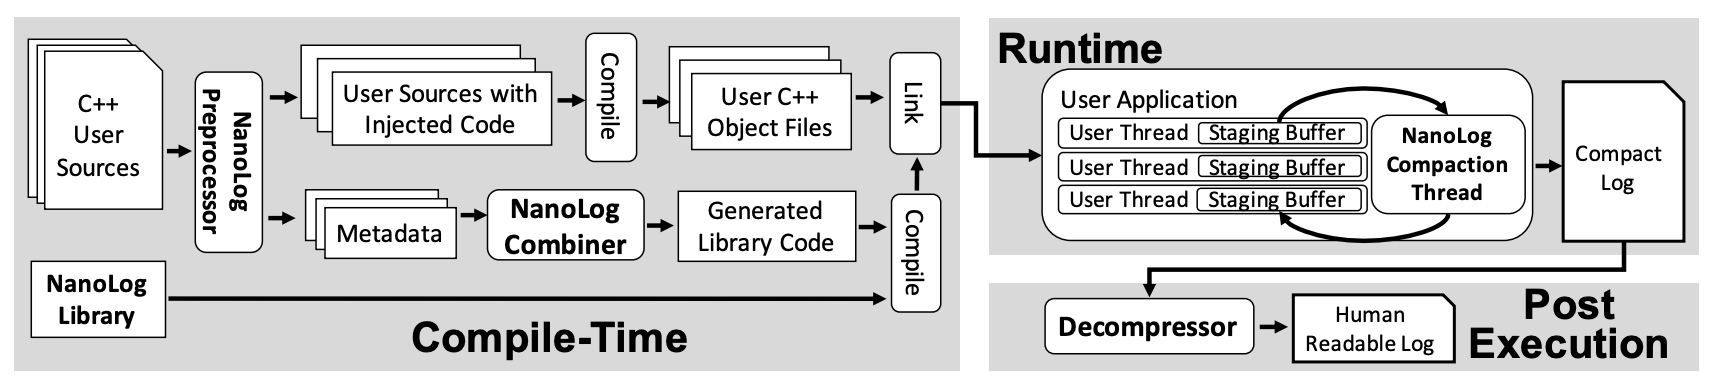 C++
User
Sources
NanoLog
Preprocessor
User Sources with
Injected Code
Compile
User C++
Object Files
Link
Metadata
NanoLog
Combiner
Generated
Library Code
Compile
NanoLog
Library
Compile-Time
Runtime
User Application
User Thread Staging Buffer
User Thread Staging Buffer
User Thread Staging Buffer
NanoLog
Compaction
Thread
Compact
Log
Decompressor
Human
Readable Log
Post
Execution